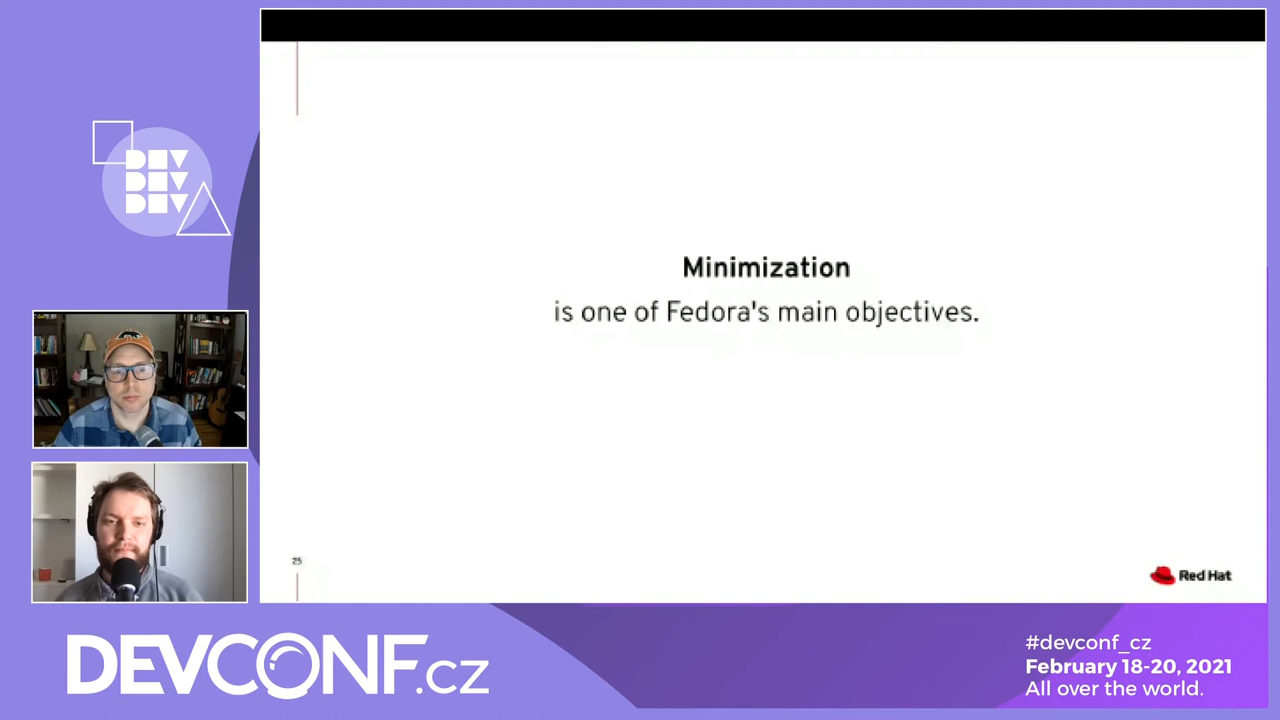 DEV
DEV
DEV
Minimization
is one of Fedora's main objectives.
25
Red Hat
DEVCONF.cz
#devconf_cz
February 18-20, 2021
All over the world.